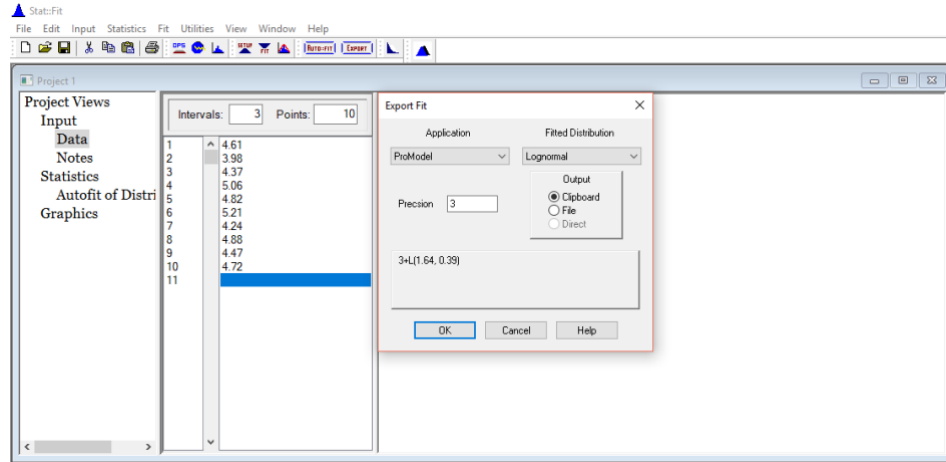 Stat::Fit
File Edit Input Statistics Fit Utilities View Window Help
OPS SETUP FIT AUTO::FIT EXPORT
Project 1
Project Views
Input
Data
Notes
Statistics
Autofit of Distri
Graphics
Intervals: 3 Points: 10
1 4.61
2 3.98
3 4.37
4 5.06
5 4.82
6 5.21
7 4.24
8 4.88
9 4.47
10 4.72
11
Export Fit
Application Fitted Distribution
ProModel Lognormal
Precsion 3
Output
Clipboard
File
Direct
3+L(1.64, 0.39)
OK Cancel Help